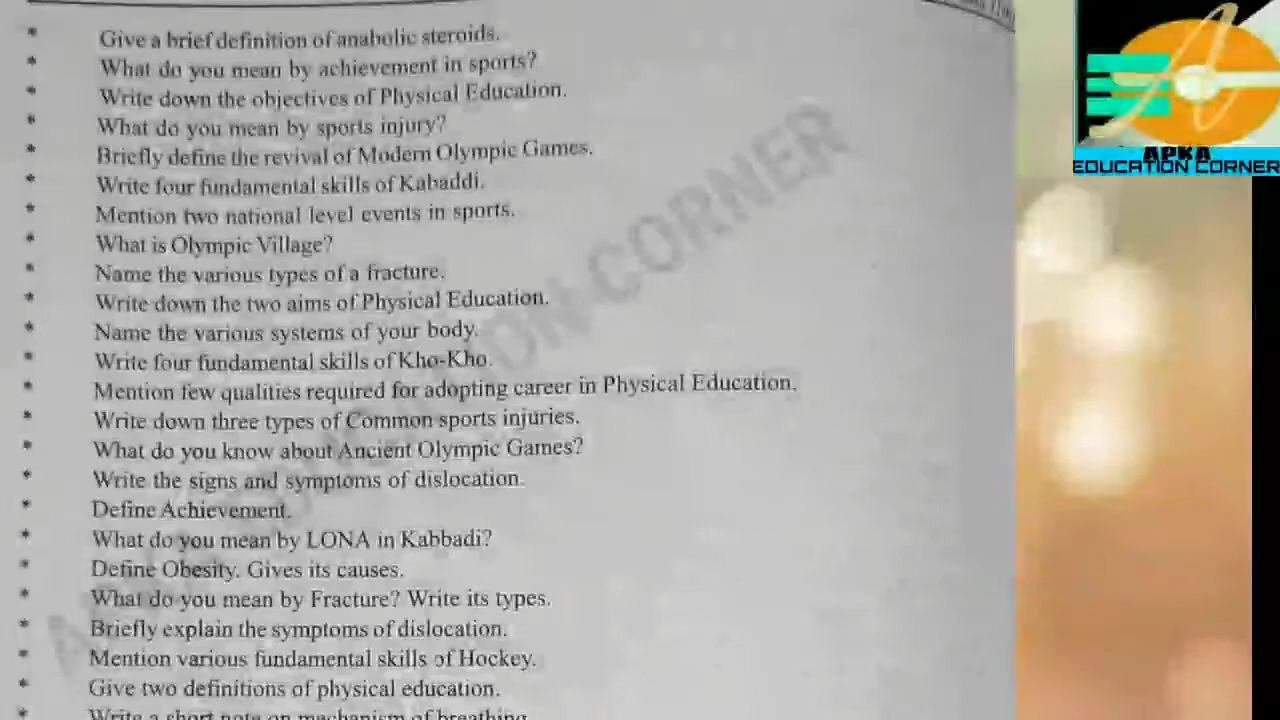 * Give a brief definition of anabolic steroids.
* What do you mean by achievement in sports?
* Write down the objectives of Physical Education.
* What do you mean by sports injury?
* Briefly define the revival of Modern Olympic Games.
* Write four fundamental skills of Kabaddi.
* Mention two national level events in sports.
* What is Olympic Village?
* Name the various types of a fracture.
* Write down the two aims of Physical Education.
* Name the various systems of your body.
* Write four fundamental skills of Kho-Kho.
* Mention few qualities required for adopting career in Physical Education.
* Write down three types of Common sports injuries.
* What do you know about Ancient Olympic Games?
* Write the signs and symptoms of dislocation.
* Define Achievement.
* What do you mean by LONA in Kabbadi?
* Define Obesity. Gives its causes.
* What do you mean by Fracture? Write its types.
* Briefly explain the symptoms of dislocation.
* Mention various fundamental skills of Hockey.
* Give two definitions of physical education.
* Write a short note on mechanism of breathing
APKA
EDUCATION CORNER
CORNER